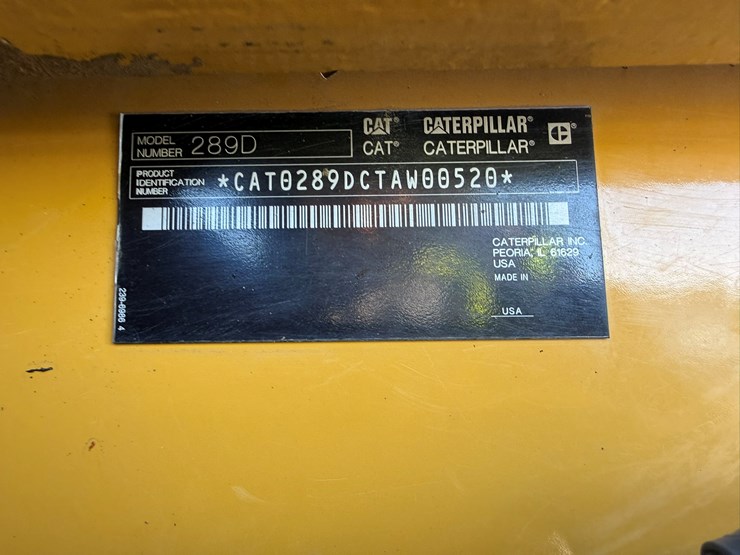 CAT® CATERPILLAR®
MODEL NUMBER 289D
CAT® CATERPILLAR®
PRODUCT IDENTIFICATION NUMBER *CAT0289DCTAW00520*
CATERPILLAR INC.
PEORIA, IL 61629
USA
MADE IN
USA
239-6966 4